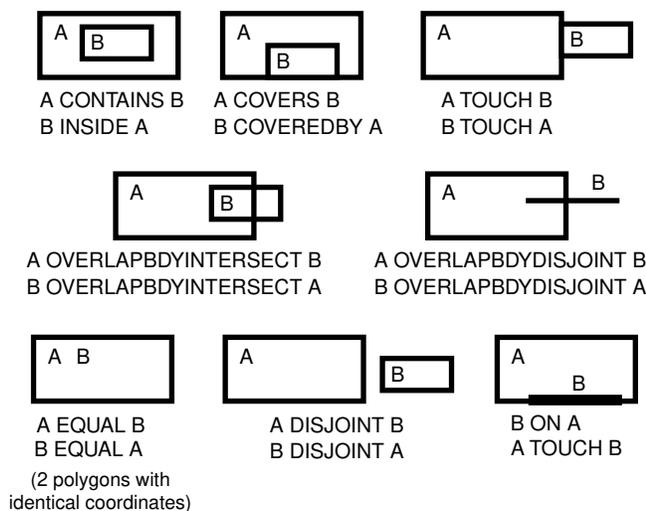 A
B
A CONTAINS B
B INSIDE A
A
B
A COVERS B
B COVEREDBY A
A
B
A TOUCH B
B TOUCH A
A
B
A OVERLAPBDYINTERSECT B
B OVERLAPBDYINTERSECT A
A
B
A OVERLAPBDYDISJOINT B
B OVERLAPBDYDISJOINT A
A B
A EQUAL B
B EQUAL A
(2 polygons with
identical coordinates)
A
B
A DISJOINT B
B DISJOINT A
A
B
B ON A
A TOUCH B